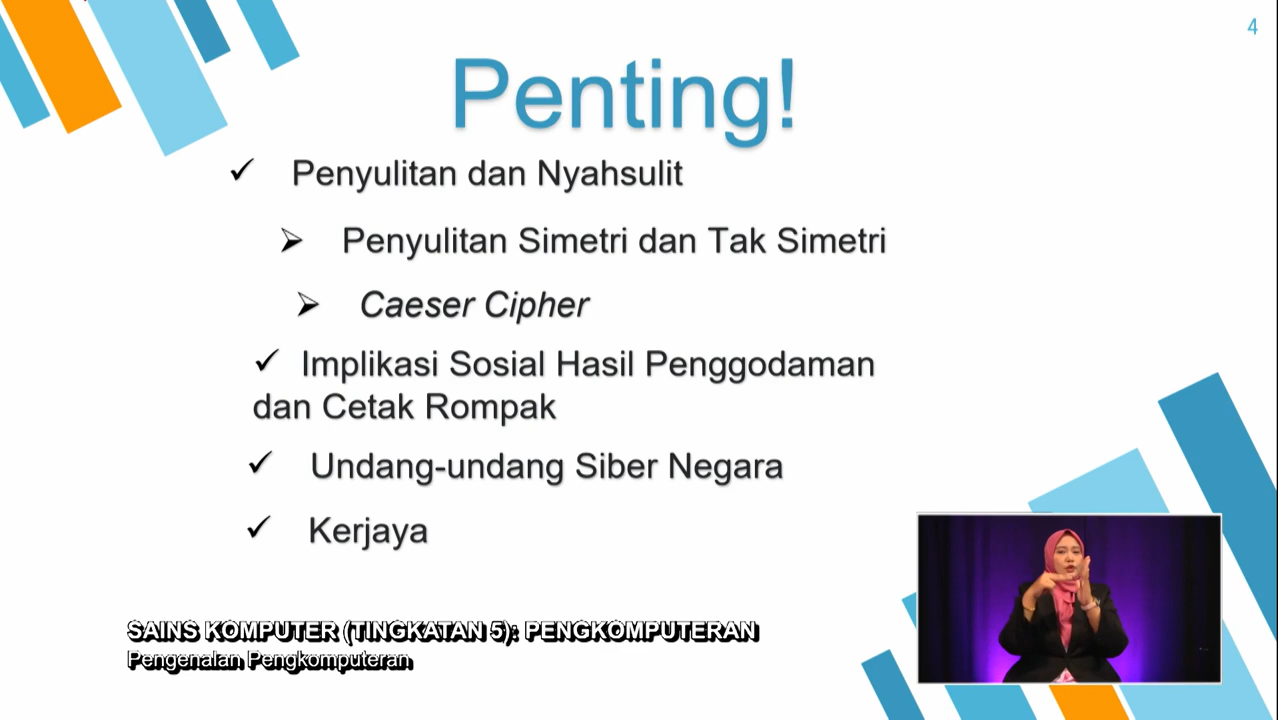 4
Penting!
Penyulitan dan Nyahsulit
Penyulitan Simetri dan Tak Simetri
Caeser Cipher
Implikasi Sosial Hasil Penggodaman
dan Cetak Rompak
Undang-undang Siber Negara
Kerjaya
SAINS KOMPUTER (TINGKATAN 5): PENGKOMPUTERAN
Pengenalan Pengkomputeran